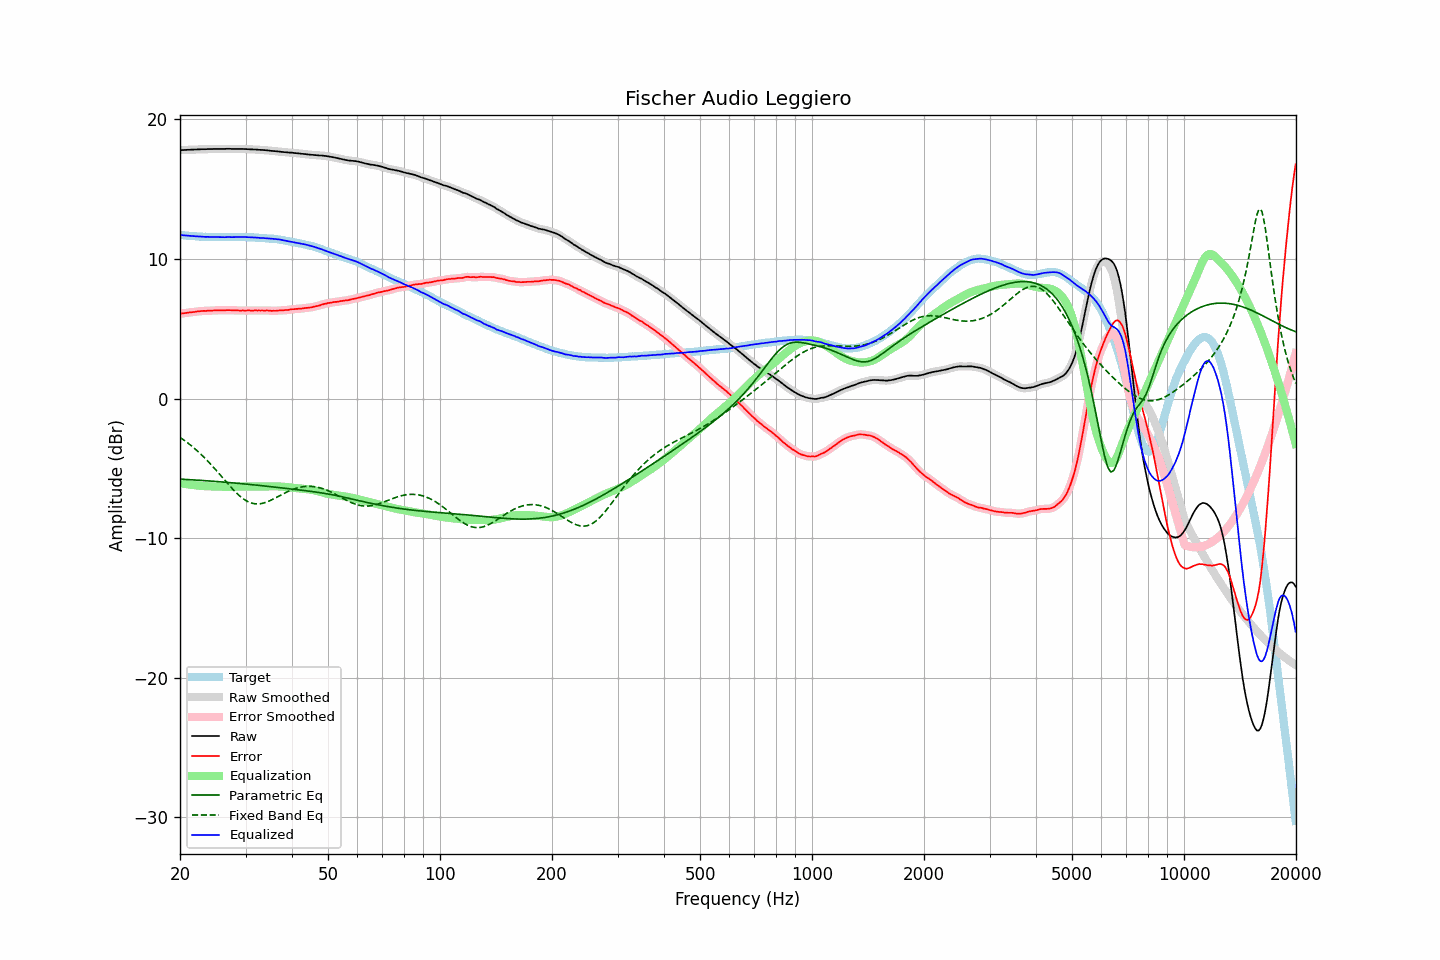 Fischer Audio Leggiero
20
10
0
−10
−20
−30
Amplitude (dBr)
Target
Raw Smoothed
Error Smoothed
Raw
Error
Equalization
Parametric Eq
Fixed Band Eq
Equalized
20 50 100 200 500 1000 2000 5000 10000 20000
Frequency (Hz)